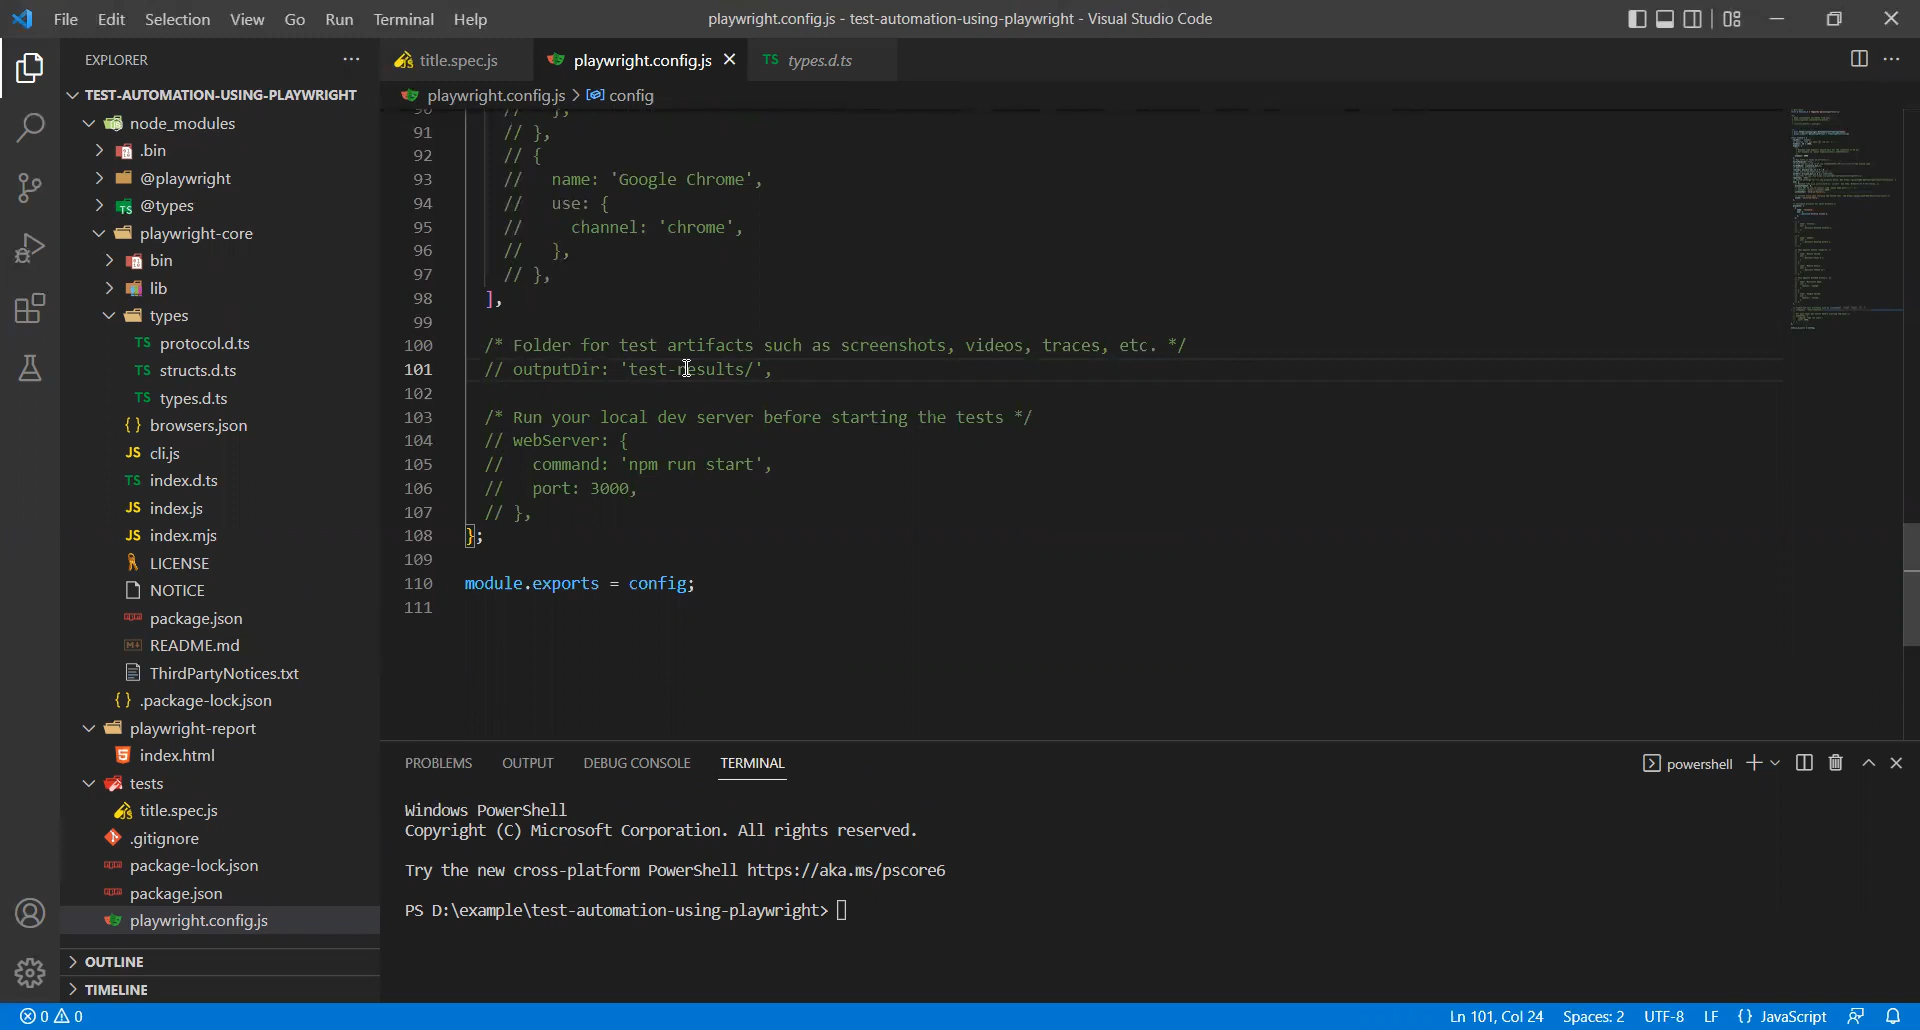 File Edit Selection View Go Run Terminal Help
playwright.config.js - test-automation-using-playwright - Visual Studio Code
EXPLORER
TEST-AUTOMATION-USING-PLAYWRIGHT
node_modules
.bin
@playwright
TS @types
playwright-core
bin
lib
types
TS protocol.d.ts
TS structs.d.ts
TS types.d.ts
{} browsers.json
JS cli.js
TS index.d.ts
JS index.js
JS index.mjs
LICENSE
NOTICE
package.json
README.md
ThirdPartyNotices.txt
{} .package-lock.json
playwright-report
index.html
tests
title.spec.js
.gitignore
package-lock.json
package.json
playwright.config.js
OUTLINE
TIMELINE
title.spec.js playwright.config.js TS types.d.ts
playwright.config.js > config
90 // },
91 // },
92 // {
93 // name: 'Google Chrome',
94 // use: {
95 // channel: 'chrome',
96 // },
97 // },
98 ],
99
100 /* Folder for test artifacts such as screenshots, videos, traces, etc. */
101 // outputDir: 'test-results/',
102
103 /* Run your local dev server before starting the tests */
104 // webServer: {
105 // command: 'npm run start',
106 // port: 3000,
107 // },
108 };
109
110 module.exports = config;
111
PROBLEMS OUTPUT DEBUG CONSOLE TERMINAL
powershell
Windows PowerShell
Copyright (C) Microsoft Corporation. All rights reserved.
Try the new cross-platform PowerShell https://aka.ms/pscore6
PS D:\example\test-automation-using-playwright>
0 0
Ln 101, Col 24 Spaces: 2 UTF-8 LF {} JavaScript